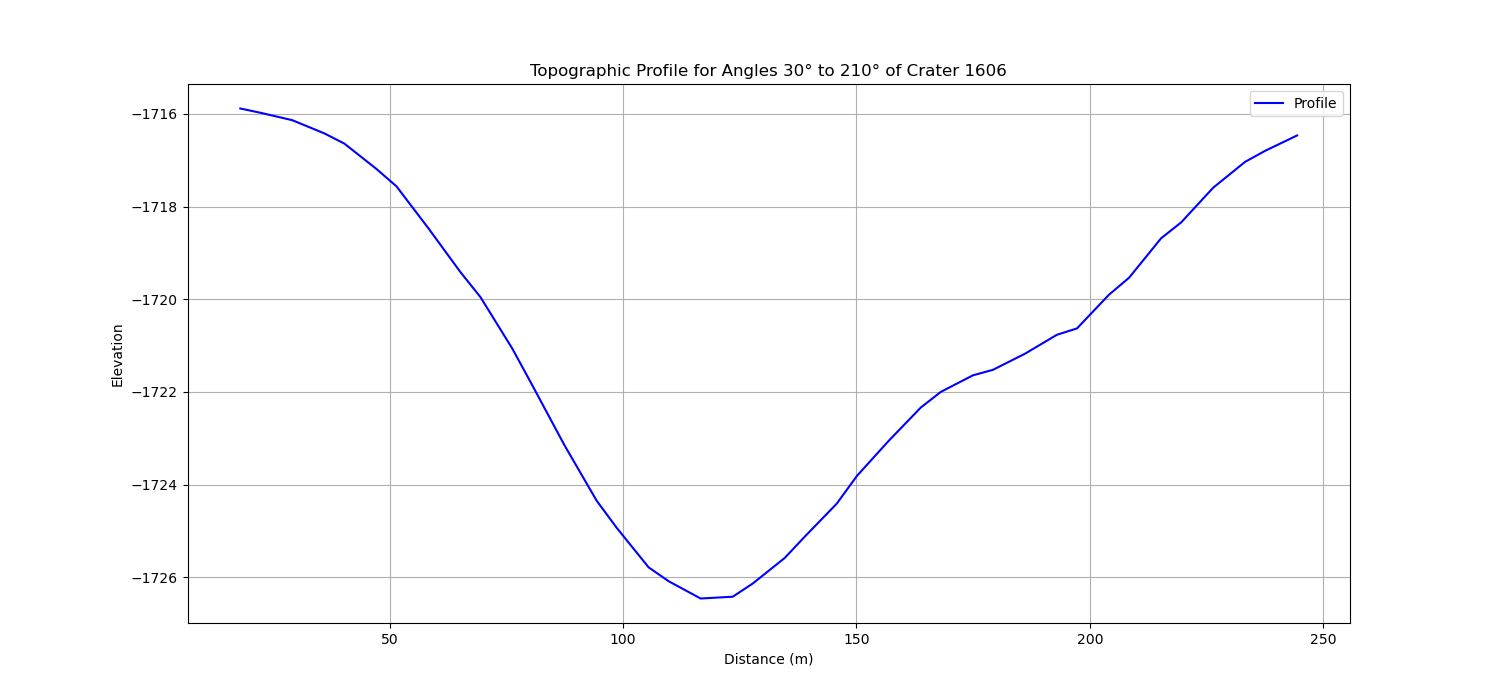 Topographic Profile for Angles 30° to 210° of Crater 1606
Profile
−1716
−1718
−1720
−1722
−1724
−1726
Elevation
50
100
150
200
250
Distance (m)